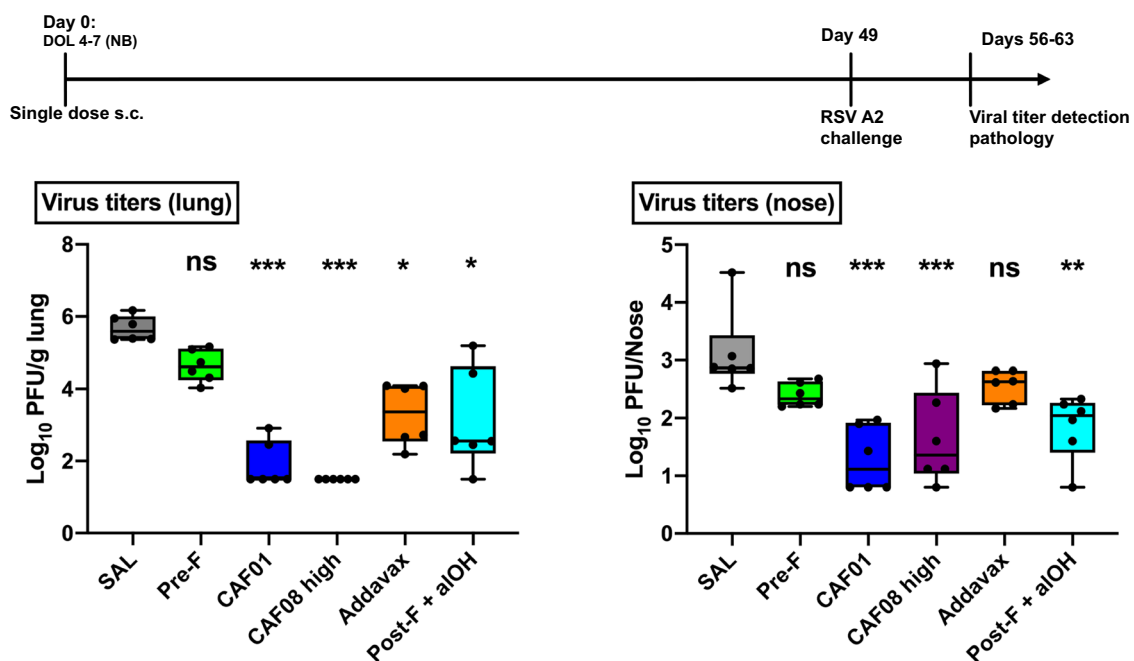 Day 0:
DOL 4-7 (NB)
Day 49
Days 56-63
Single dose s.c.
RSV A2
challenge
Viral titer detection
pathology
Virus titers (lung)
8
6
4
2
0
Log10 PFU/g lung
ns
***
***
*
*
SAL
Pre-F
CAF01
CAF08 high
Addavax
Post-F + alOH
Virus titers (nose)
5
4
3
2
1
0
Log10 PFU/Nose
ns
***
***
ns
**
SAL
Pre-F
CAF01
CAF08 high
Addavax
Post-F + alOH